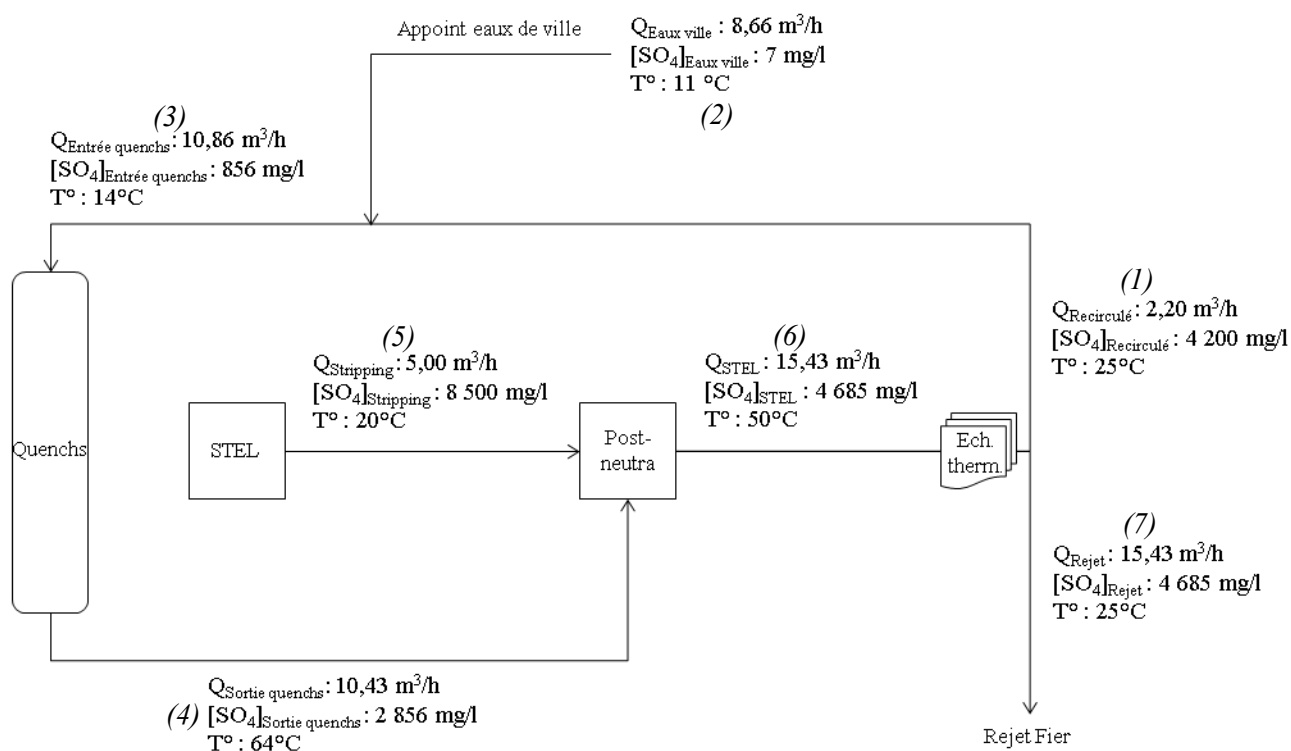 Appoint eaux de ville
Q_Eaux ville : 8,66 m³/h
[SO₄]_Eaux ville : 7 mg/l
T° : 11 °C
(2)
(3)
Q_Entrée quenchs : 10,86 m³/h
[SO₄]_Entrée quenchs : 856 mg/l
T° : 14°C
(1)
Q_Recirculé : 2,20 m³/h
[SO₄]_Recirculé : 4 200 mg/l
T° : 25°C
(5)
Q_Stripping : 5,00 m³/h
[SO₄]_Stripping : 8 500 mg/l
T° : 20°C
(6)
Q_STEL : 15,43 m³/h
[SO₄]_STEL : 4 685 mg/l
T° : 50°C
Quenchs
STEL
Post-
neutra
Ech.
therm.
(7)
Q_Rejet : 15,43 m³/h
[SO₄]_Rejet : 4 685 mg/l
T° : 25°C
(4)
Q_Sortie quenchs : 10,43 m³/h
[SO₄]_Sortie quenchs : 2 856 mg/l
T° : 64°C
Rejet Fier